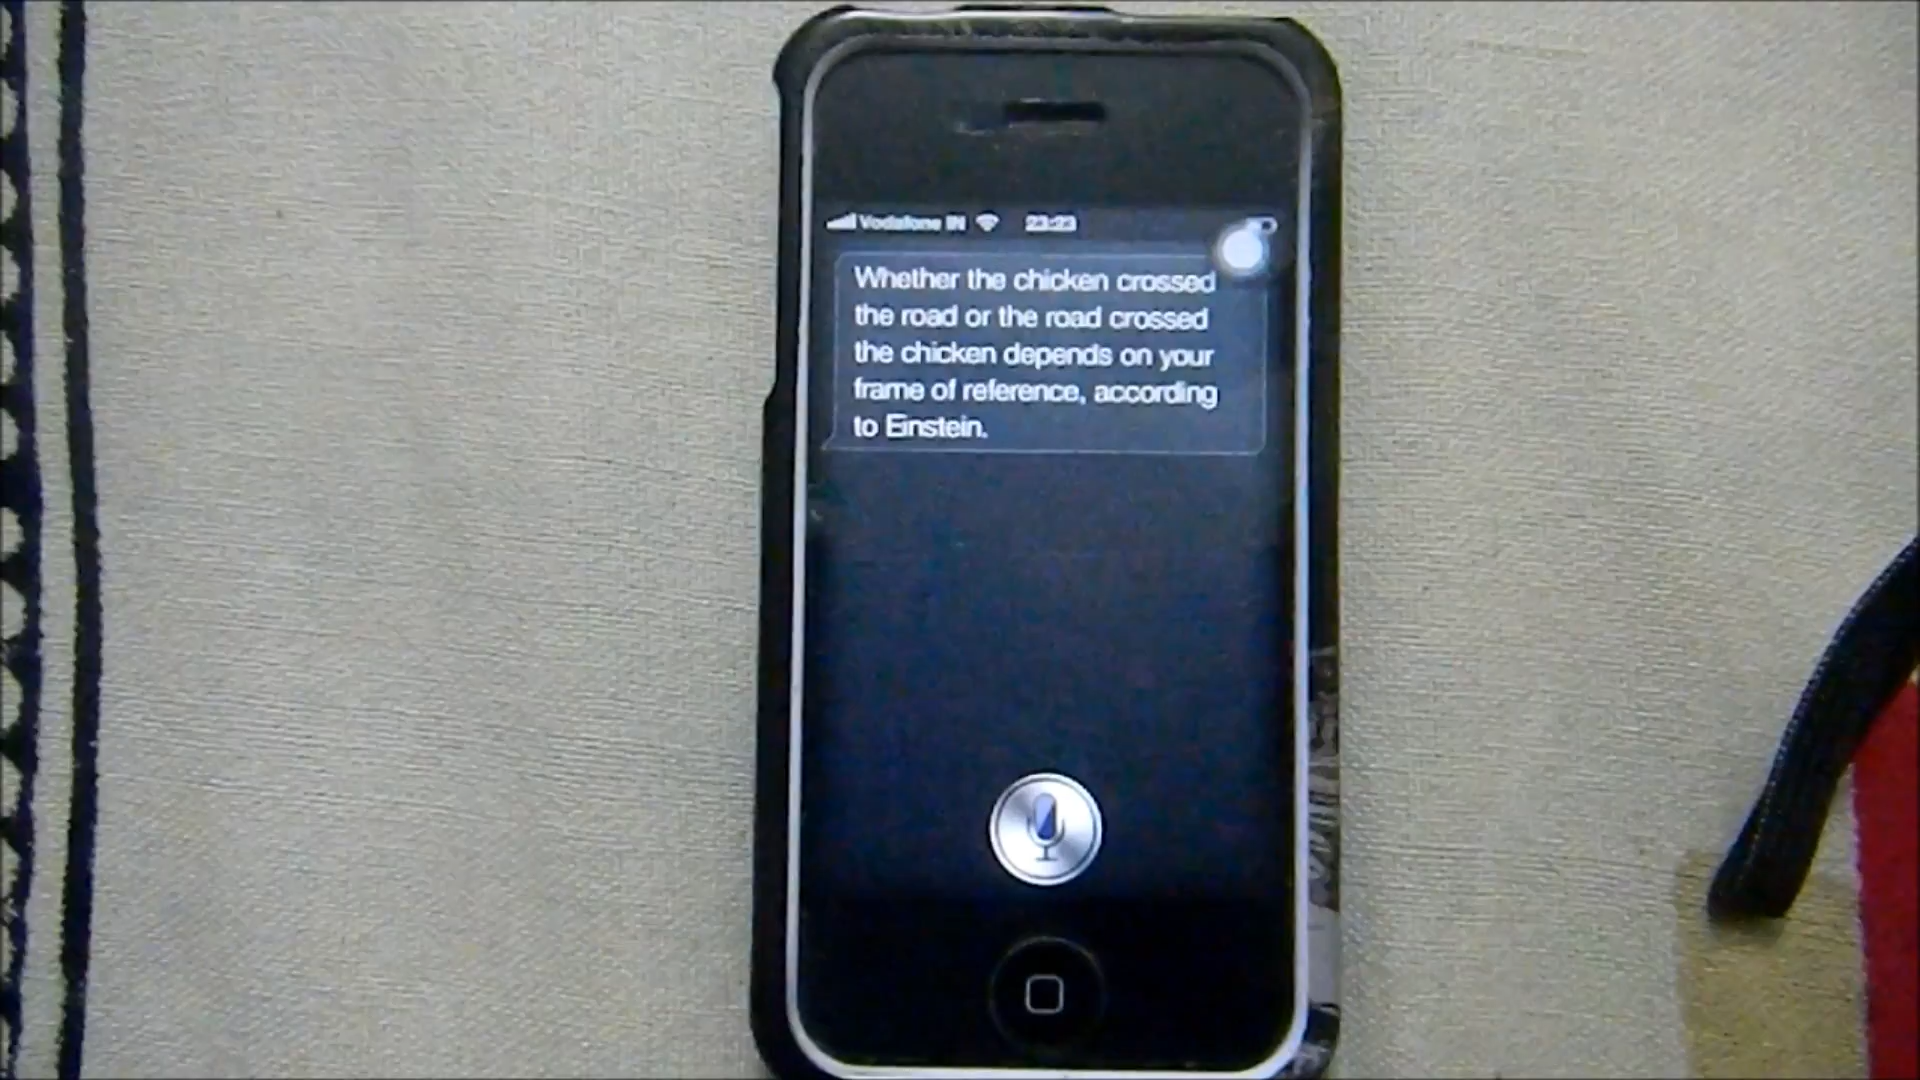 Vodafone IN 23:23
Whether the chicken crossed
the road or the road crossed
the chicken depends on your
frame of reference, according
to Einstein.